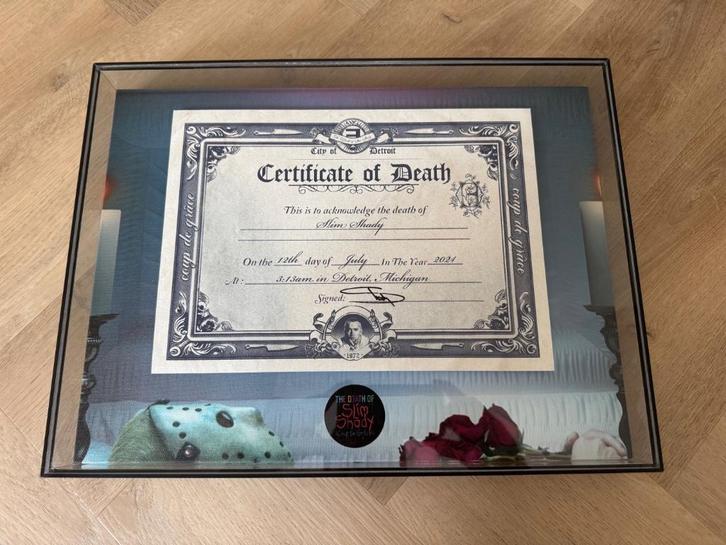 City of Detroit
Certificate of Death
This is to acknowledge the death of
Slim Shady
On the 12th day of July In The Year 2024
At: 3:13am in Detroit, Michigan
Signed:
1972
coup de grâce
coup de grâce
THE DEATH OF
Slim
Shady